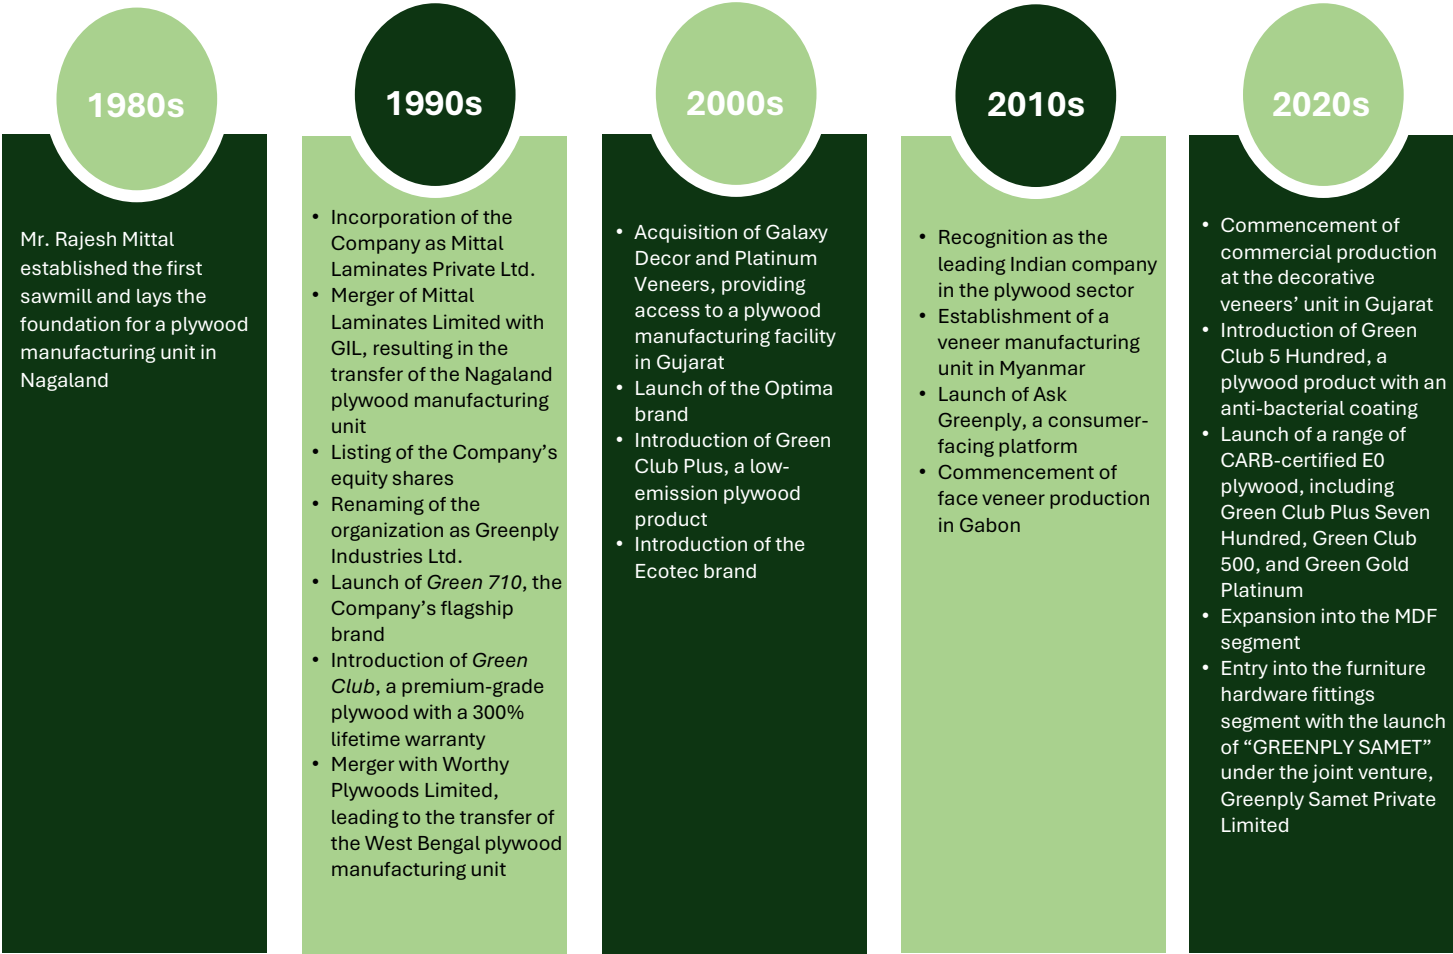 1980s
Mr. Rajesh Mittal
established the first
sawmill and lays the
foundation for a plywood
manufacturing unit in
Nagaland
1990s
• Incorporation of the
Company as Mittal
Laminates Private Ltd.
• Merger of Mittal
Laminates Limited with
GIL, resulting in the
transfer of the Nagaland
plywood manufacturing
unit
• Listing of the Company’s
equity shares
• Renaming of the
organization as Greenply
Industries Ltd.
• Launch of Green 710, the
Company’s flagship
brand
• Introduction of Green
Club, a premium-grade
plywood with a 300%
lifetime warranty
• Merger with Worthy
Plywoods Limited,
leading to the transfer of
the West Bengal plywood
manufacturing unit
2000s
• Acquisition of Galaxy
Decor and Platinum
Veneers, providing
access to a plywood
manufacturing facility
in Gujarat
• Launch of the Optima
brand
• Introduction of Green
Club Plus, a low-
emission plywood
product
• Introduction of the
Ecotec brand
2010s
• Recognition as the
leading Indian company
in the plywood sector
• Establishment of a
veneer manufacturing
unit in Myanmar
• Launch of Ask
Greenply, a consumer-
facing platform
• Commencement of
face veneer production
in Gabon
2020s
• Commencement of
commercial production
at the decorative
veneers’ unit in Gujarat
• Introduction of Green
Club 5 Hundred, a
plywood product with an
anti-bacterial coating
• Launch of a range of
CARB-certified E0
plywood, including
Green Club Plus Seven
Hundred, Green Club
500, and Green Gold
Platinum
• Expansion into the MDF
segment
• Entry into the furniture
hardware fittings
segment with the launch
of “GREENPLY SAMET”
under the joint venture,
Greenply Samet Private
Limited